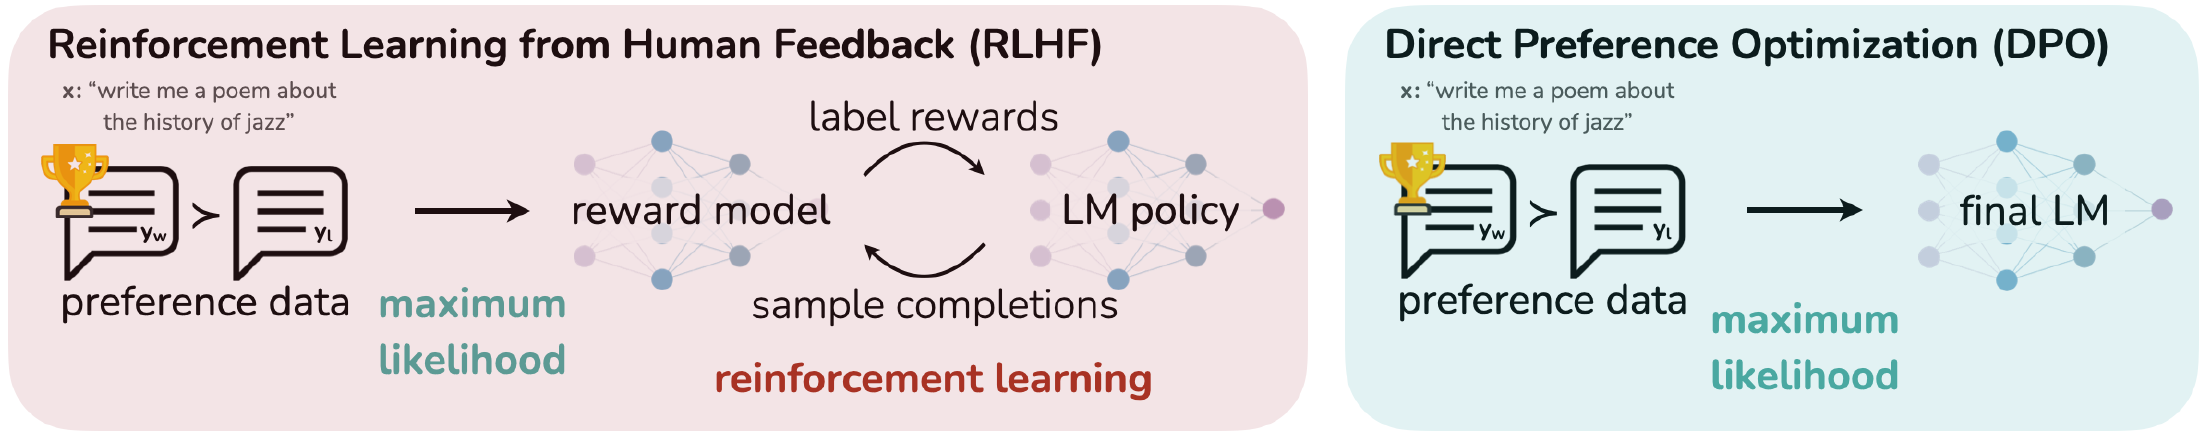 Reinforcement Learning from Human Feedback (RLHF)
x: “write me a poem about
the history of jazz”
label rewards
yw
≻
yl
reward model
LM policy
preference data
maximum
likelihood
sample completions
reinforcement learning
Direct Preference Optimization (DPO)
x: “write me a poem about
the history of jazz”
yw
≻
yl
final LM
preference data
maximum
likelihood